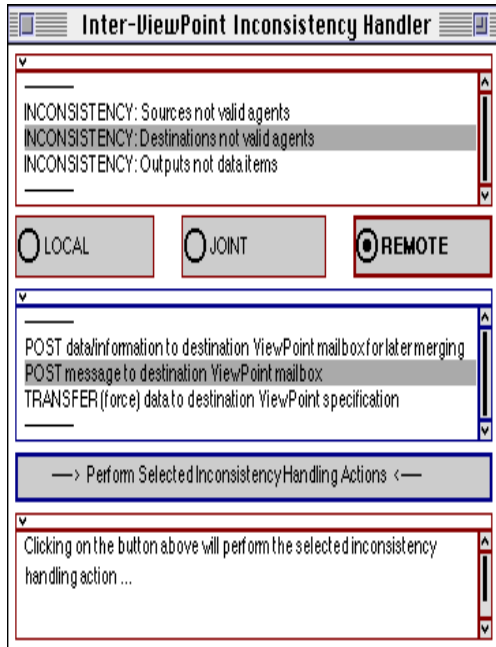 Inter-ViewPoint Inconsistency Handler
INCONSISTENCY: Sources not valid agents
INCONSISTENCY: Destinations not valid agents
INCONSISTENCY: Outputs not data items
LOCAL
JOINT
REMOTE
POST data/information to destination ViewPoint mailbox for later merging
POST message to destination ViewPoint mailbox
TRANSFER (force) data to destination ViewPoint specification
—> Perform Selected Inconsistency Handling Actions <—
Clicking on the button above will perform the selected inconsistency
handling action ...